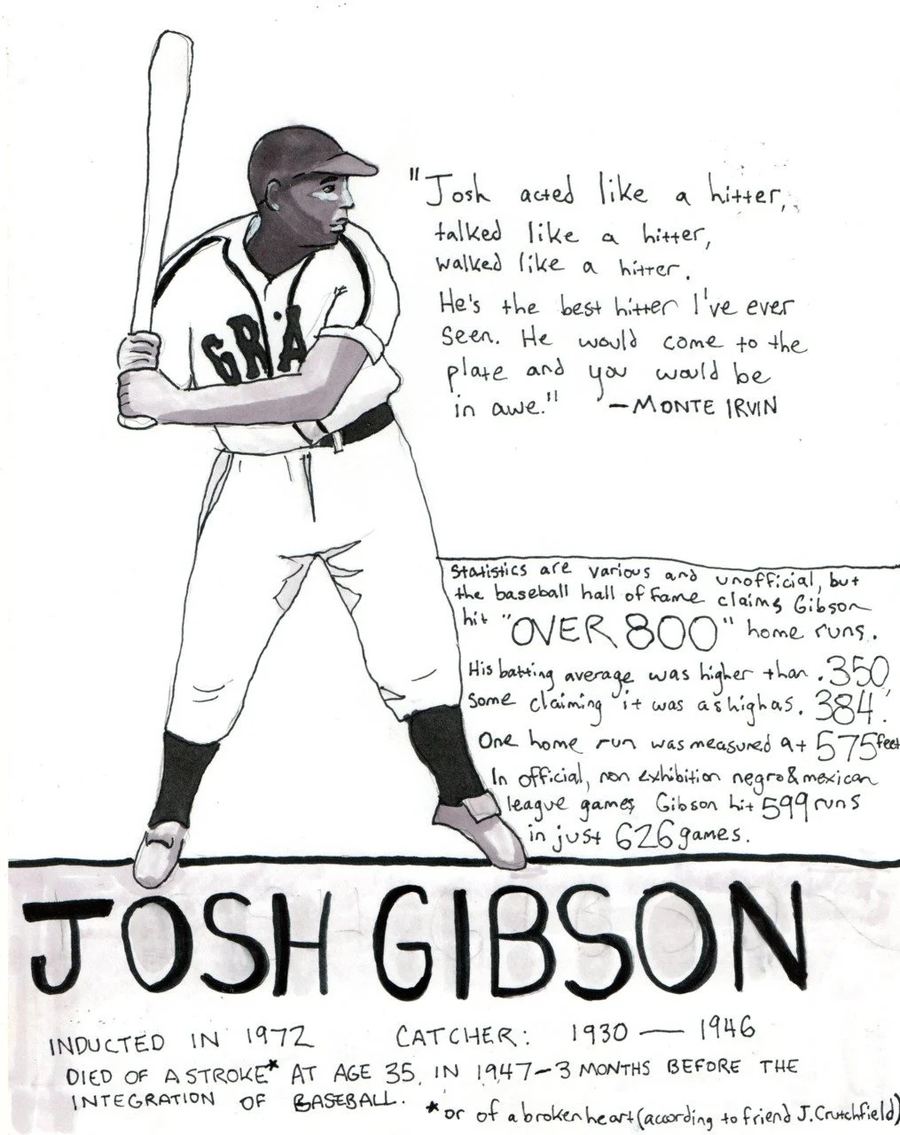 "Josh acted like a hitter,
talked like a hitter,
walked like a hitter.
He's the best hitter I've ever
seen. He would come to the
plate and you would be
in awe." —MONTE IRVIN
GRA
Statistics are various and unofficial, but
the baseball hall of fame claims Gibson
hit "OVER 800" home runs.
His batting average was higher than .350,
some claiming it was as high as .384!
One home run was measured at 575 feet
In official, non exhibition negro & mexican
league games, Gibson hit 599 runs
in just 626 games.
JOSH GIBSON
INDUCTED IN 1972 CATCHER: 1930 — 1946
DIED OF A STROKE* AT AGE 35, IN 1947-3 MONTHS BEFORE THE
INTEGRATION OF BASEBALL.
*or of a broken heart (according to friend J. Crutchfield)